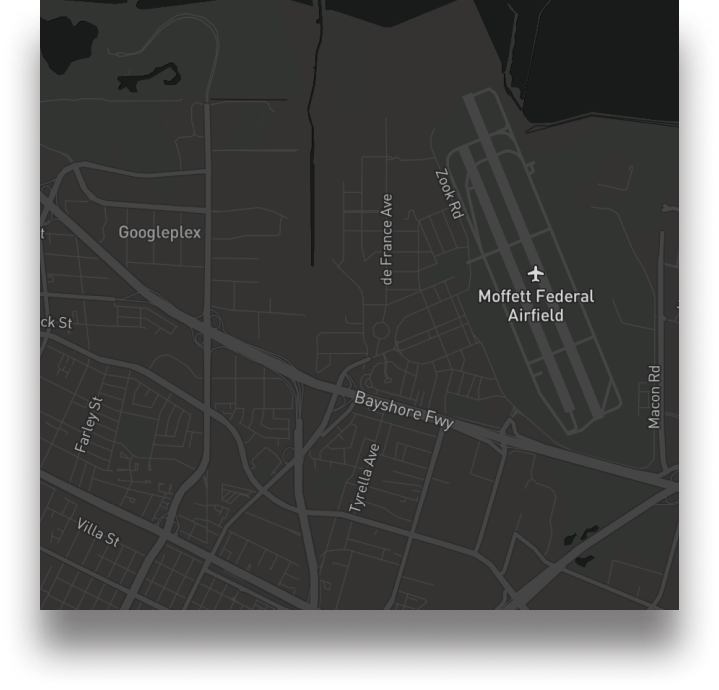 Zook Rd
de France Ave
Googleplex
t
Moffett Federal
Airfield
ck St
Macon Rd
Farley St
Bayshore Fwy
Tyrella Ave
Villa St